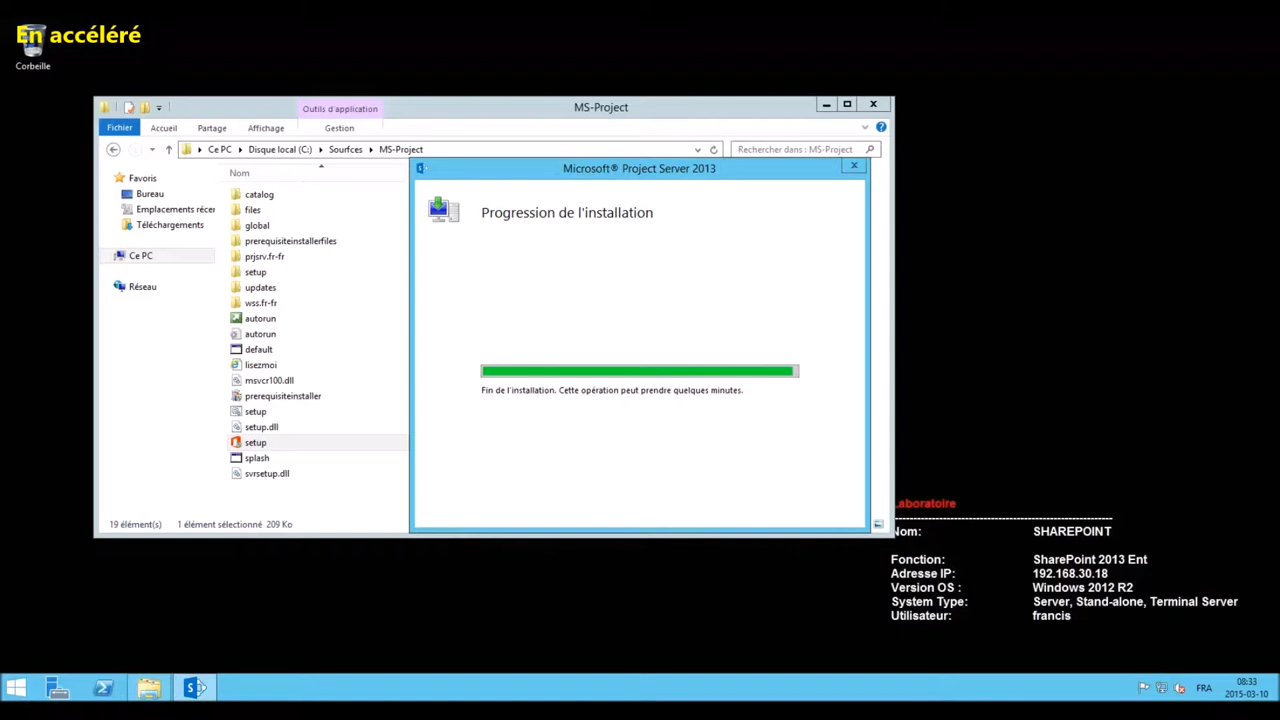 En accéléré
Corbeille
Outils d'application
MS-Project
Fichier
Accueil
Partage
Affichage
Gestion
Ce PC
Disque local (C:)
Sourfces
MS-Project
Rechercher dans : MS-Project
Favoris
Bureau
Emplacements récen
Téléchargements
Ce PC
Réseau
Nom
catalog
files
global
prerequisiteinstallerfiles
prjsrv.fr-fr
setup
updates
wss.fr-fr
autorun
autorun
default
lisezmoi
msvcr100.dll
prerequisiteinstaller
setup
setup.dll
setup
splash
svrsetup.dll
19 élément(s)
1 élément sélectionné 209 Ko
Microsoft® Project Server 2013
Progression de l'installation
Fin de l'installation. Cette opération peut prendre quelques minutes.
Laboratoire
------------------------------------------------------
Nom: SHAREPOINT
Fonction: SharePoint 2013 Ent
Adresse IP: 192.168.30.18
Version OS : Windows 2012 R2
System Type: Server, Stand-alone, Terminal Server
Utilisateur: francis
FRA
08:33
2015-03-10